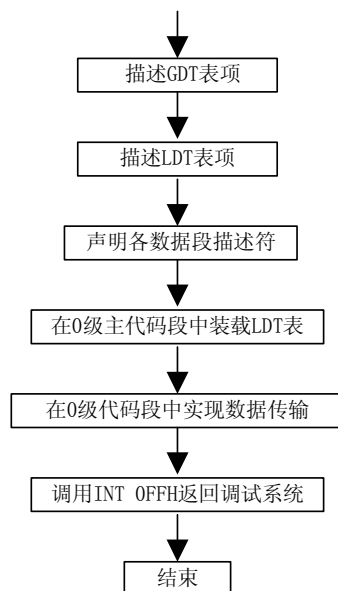 描述GDT表项
描述LDT表项
声明各数据段描述符
在0级主代码段中装载LDT表
在0级代码段中实现数据传输
调用INT 0FFH返回调试系统
结束